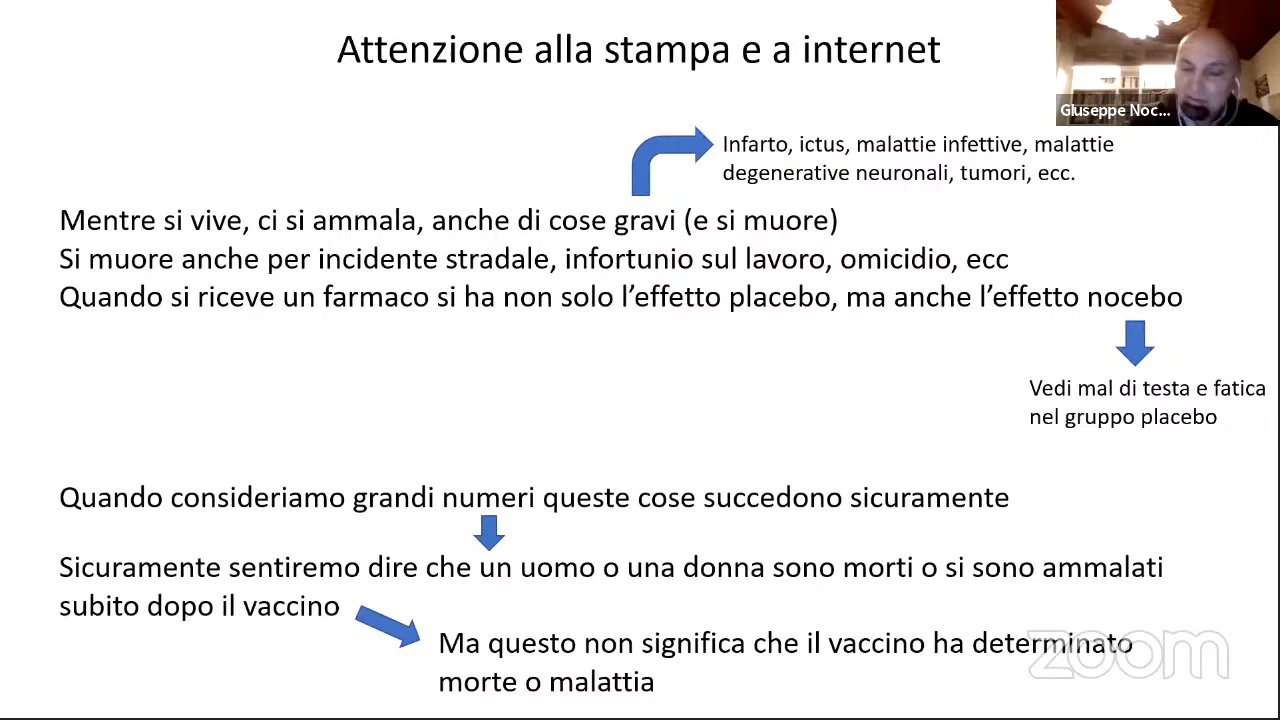 Attenzione alla stampa e a internet
Giuseppe Noc...
Infarto, ictus, malattie infettive, malattie
degenerative neuronali, tumori, ecc.
Mentre si vive, ci si ammala, anche di cose gravi (e si muore)
Si muore anche per incidente stradale, infortunio sul lavoro, omicidio, ecc
Quando si riceve un farmaco si ha non solo l’effetto placebo, ma anche l’effetto nocebo
Vedi mal di testa e fatica
nel gruppo placebo
Quando consideriamo grandi numeri queste cose succedono sicuramente
Sicuramente sentiremo dire che un uomo o una donna sono morti o si sono ammalati
subito dopo il vaccino
Ma questo non significa che il vaccino ha determinato
morte o malattia
zoom